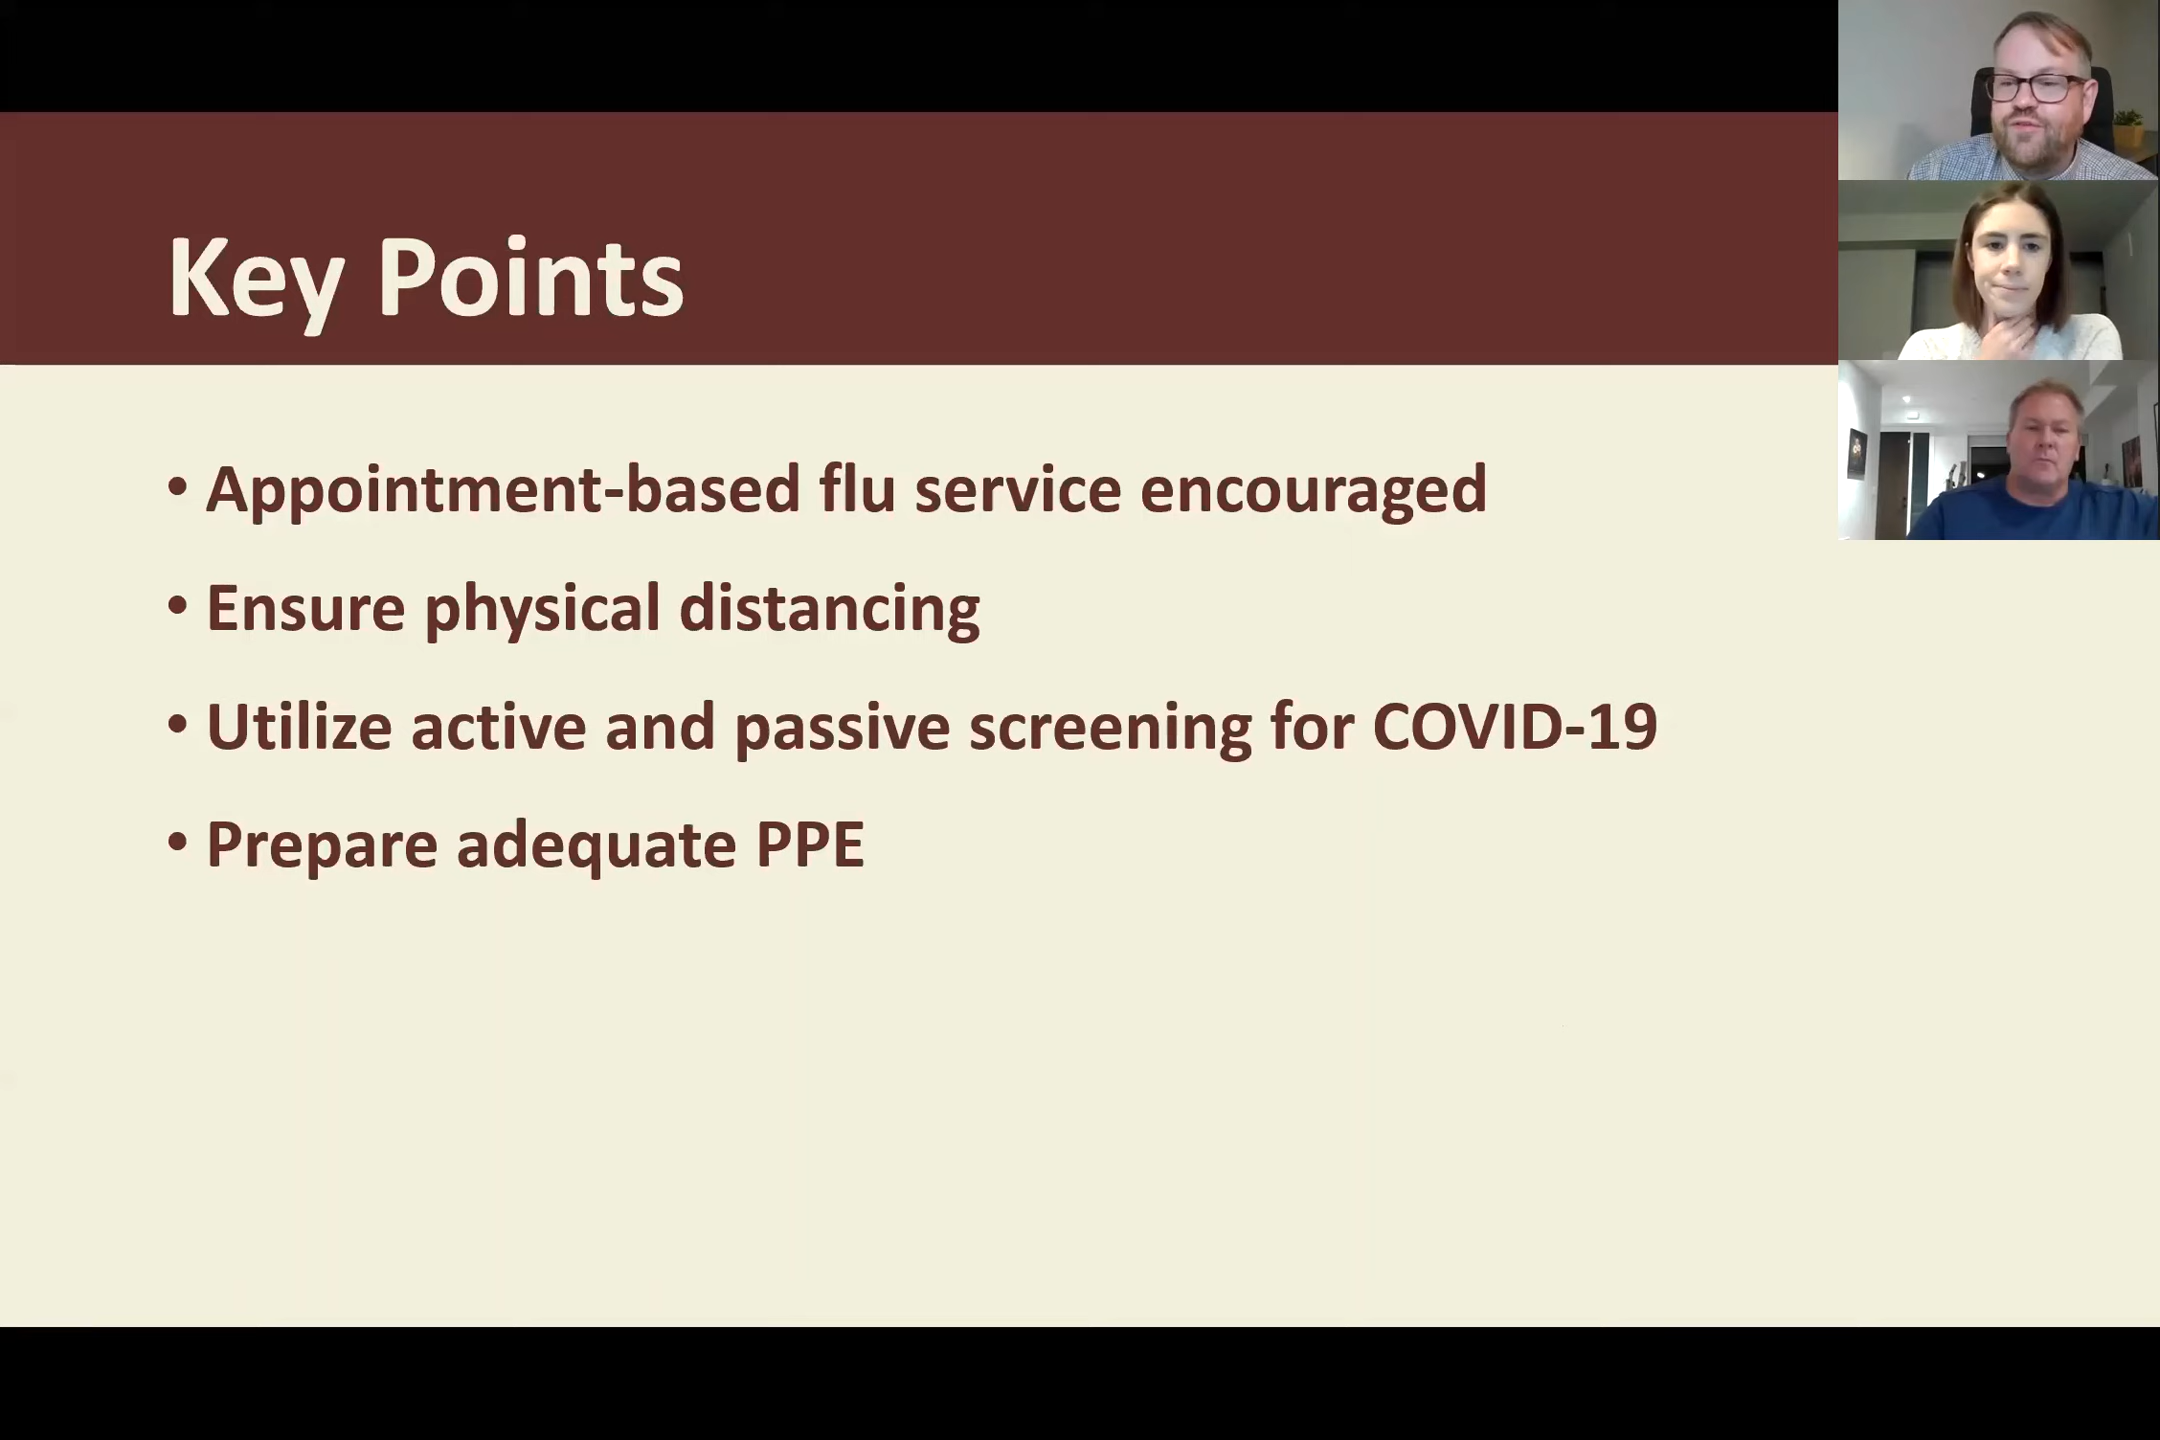 Key Points
• Appointment-based flu service encouraged
• Ensure physical distancing
• Utilize active and passive screening for COVID-19
• Prepare adequate PPE